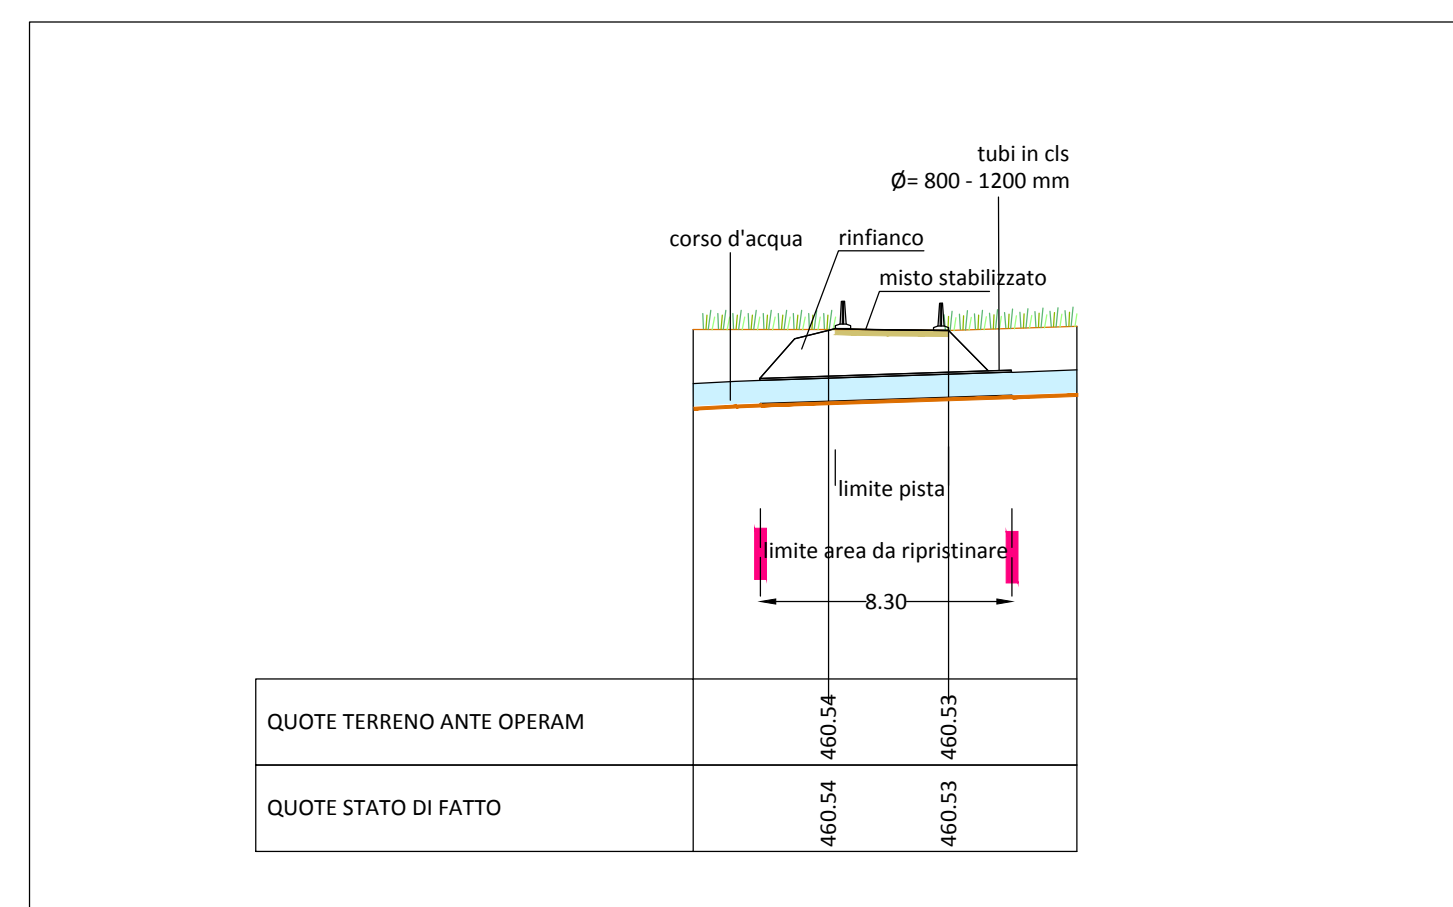 tubi in cls
Ø= 800 - 1200 mm
corso d'acqua
rinfianco
misto stabilizzato
limite pista
limite area da ripristinare
8.30
QUOTE TERRENO ANTE OPERAM
460.54
460.53
QUOTE STATO DI FATTO
460.54
460.53